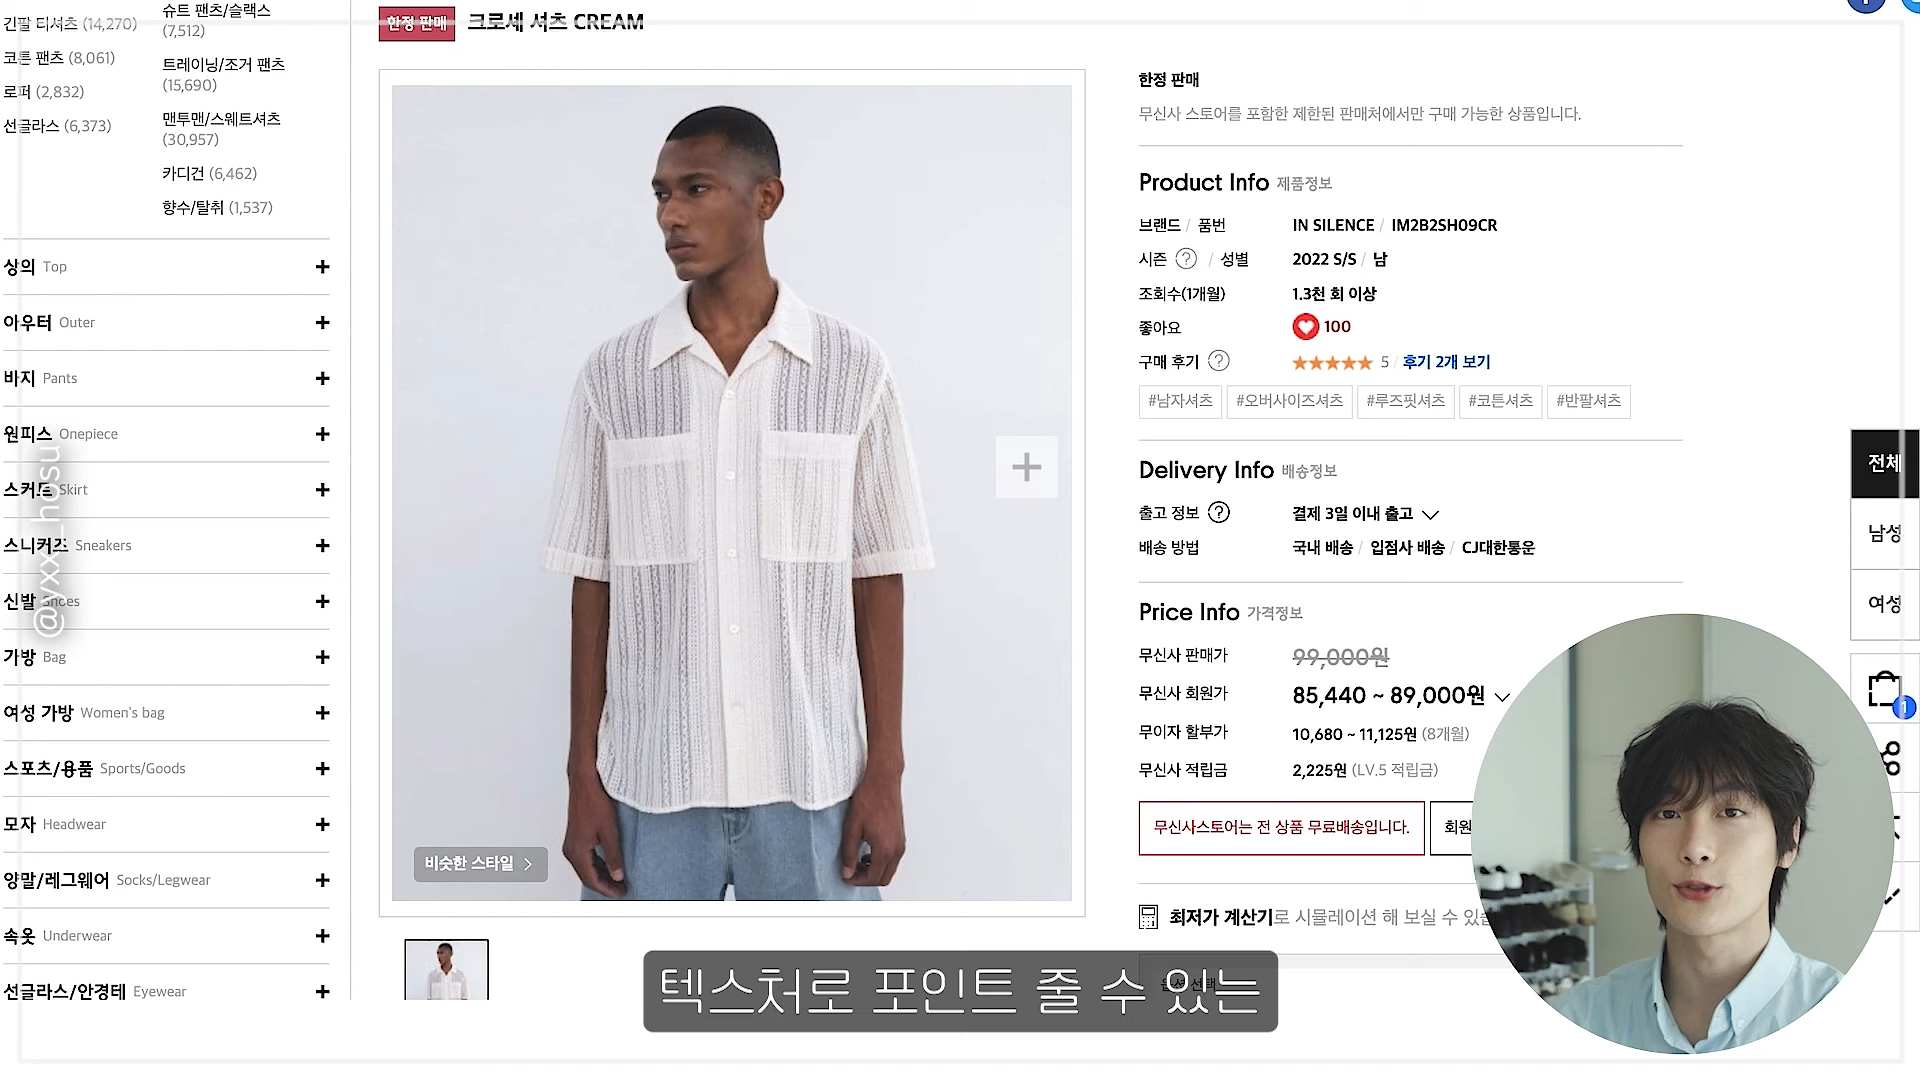 긴팔 티셔츠 (14,270)
코튼 팬츠 (8,061)
로퍼 (2,832)
선글라스 (6,373)
슈트 팬츠/슬랙스
(7,512)
트레이닝/조거 팬츠
(15,690)
맨투맨/스웨트셔츠
(30,957)
카디건 (6,462)
향수/탈취 (1,537)
상의 Top +
아우터 Outer +
바지 Pants +
원피스 Onepiece +
스커트 Skirt +
스니커즈 Sneakers +
신발 Shoes +
가방 Bag +
여성 가방 Women's bag +
스포츠/용품 Sports/Goods +
모자 Headwear +
양말/레그웨어 Socks/Legwear +
속옷 Underwear +
선글라스/안경테 Eyewear +
@yxx_hosu
한정 판매 크로셰 셔츠 CREAM
비슷한 스타일 >
한정 판매
무신사 스토어를 포함한 제한된 판매처에서만 구매 가능한 상품입니다.
Product Info 제품정보
브랜드 / 품번 IN SILENCE / IM2B2SH09CR
시즌 ? / 성별 2022 S/S / 남
조회수(1개월) 1.3천 회 이상
좋아요 100
구매 후기 ? ★★★★★ 5 / 후기 2개 보기
#남자셔츠 #오버사이즈셔츠 #루즈핏셔츠 #코튼셔츠 #반팔셔츠
Delivery Info 배송정보
출고 정보 ? 결제 3일 이내 출고
배송 방법 국내 배송 / 입점사 배송 / CJ대한통운
Price Info 가격정보
무신사 판매가 99,000원
무신사 회원가 85,440 ~ 89,000원
무이자 할부가 10,680 ~ 11,125원 (8개월)
무신사 적립금 2,225원 (LV.5 적립금)
무신사스토어는 전 상품 무료배송입니다. 회원
최저가 계산기로 시뮬레이션 해 보실 수 있
옵션 선택
텍스처로 포인트 줄 수 있는
전체
남성
여성
1